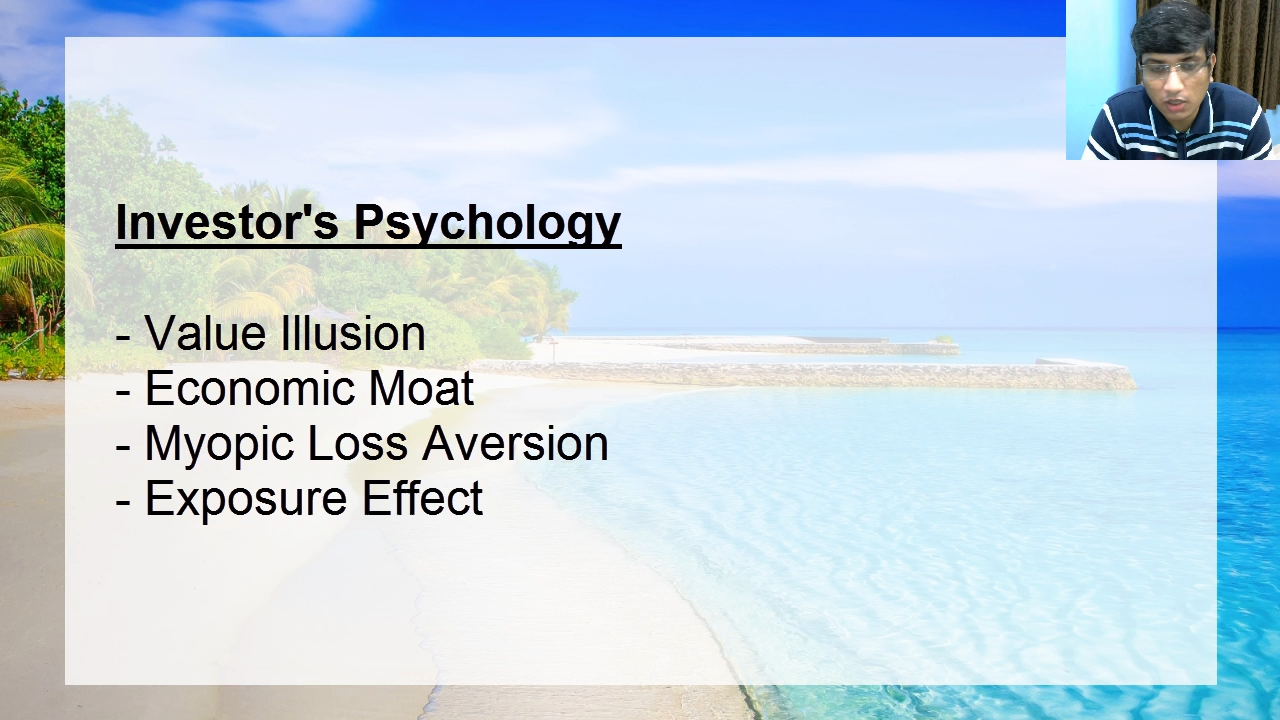 Investor's Psychology
- Value Illusion
- Economic Moat
- Myopic Loss Aversion
- Exposure Effect